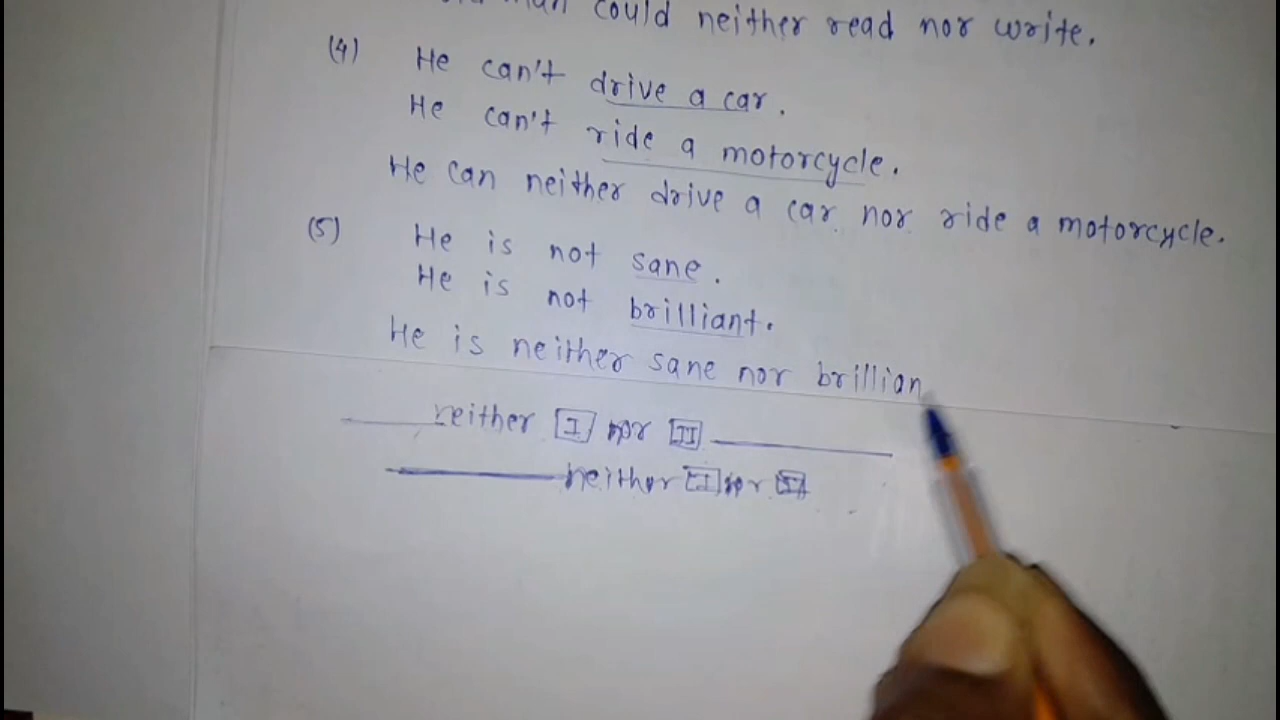 man could neither read nor write.
(4) He can't drive a car.
He can't ride a motorcycle.
He can neither drive a car nor ride a motorcycle.
(5) He is not sane.
He is not brilliant.
He is neither sane nor brillian
neither I nor II
neither I nor II